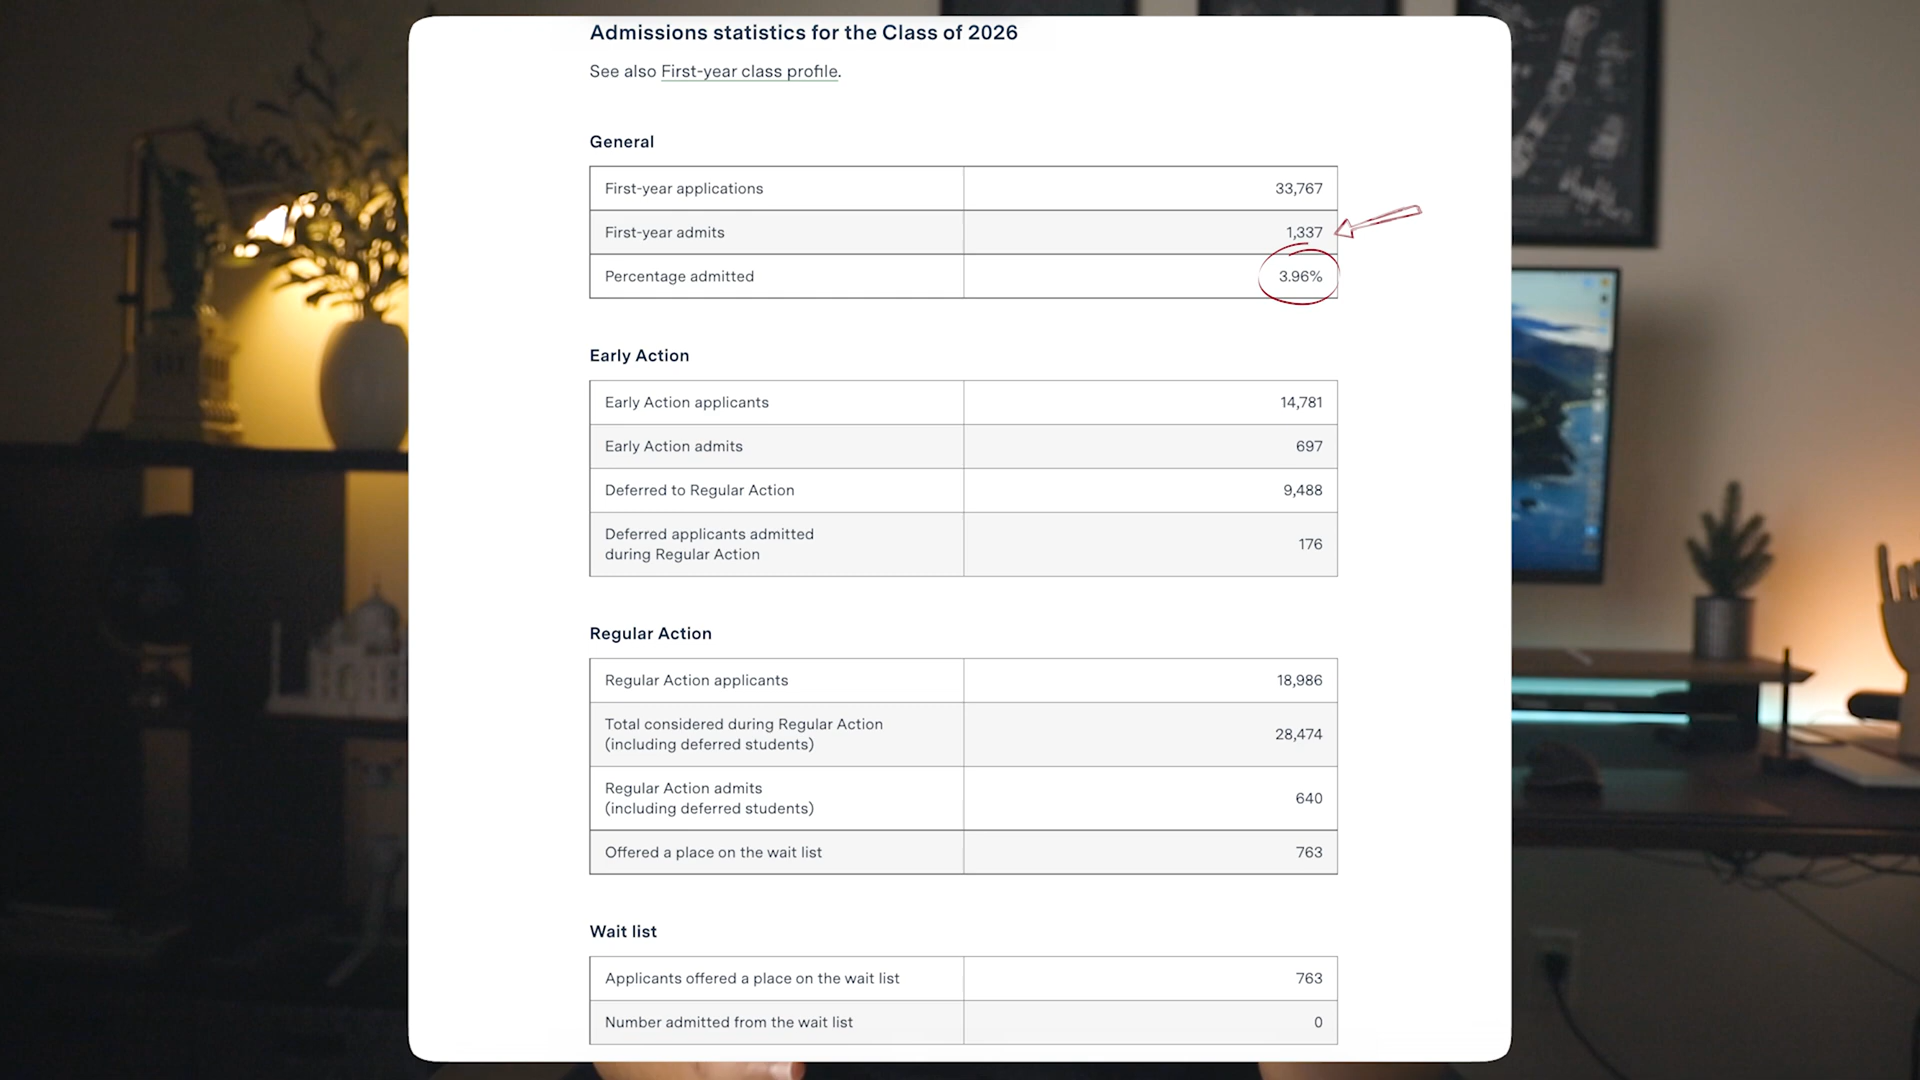 Admissions statistics for the Class of 2026
See also First-year class profile.
General
First-year applications 33,767
First-year admits 1,337
Percentage admitted 3.96%
Early Action
Early Action applicants 14,781
Early Action admits 697
Deferred to Regular Action 9,488
Deferred applicants admitted
during Regular Action 176
Regular Action
Regular Action applicants 18,986
Total considered during Regular Action
(including deferred students) 28,474
Regular Action admits
(including deferred students) 640
Offered a place on the wait list 763
Wait list
Applicants offered a place on the wait list 763
Number admitted from the wait list 0